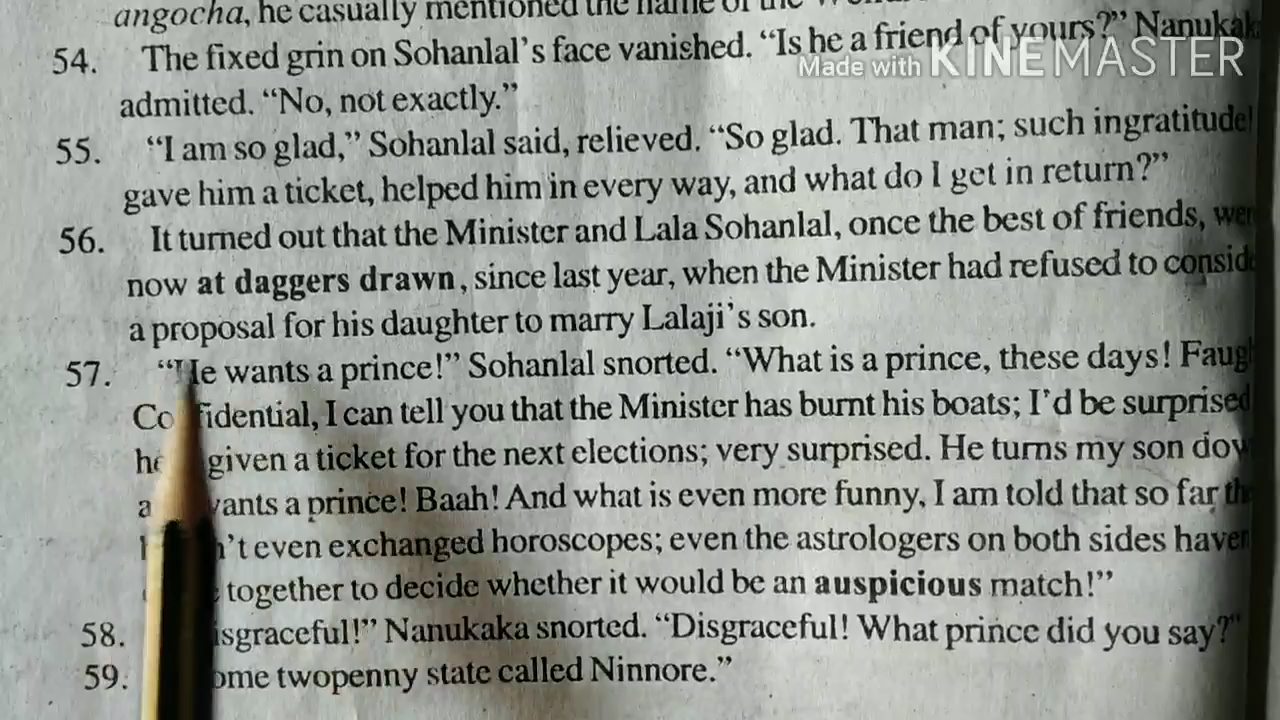 angocha, he casually mentioned the name of the
54. The fixed grin on Sohanlal's face vanished. "Is he a friend of yours?" Nanukak
Made with KINEMASTER
admitted. "No, not exactly."
55. "I am so glad," Sohanlal said, relieved. "So glad. That man; such ingratitude!
gave him a ticket, helped him in every way, and what do I get in return?"
56. It turned out that the Minister and Lala Sohanlal, once the best of friends, wer
now at daggers drawn, since last year, when the Minister had refused to consid
a proposal for his daughter to marry Lalaji's son.
57. "He wants a prince!" Sohanlal snorted. "What is a prince, these days! Faug
Co fidential, I can tell you that the Minister has burnt his boats; I'd be surprised
he given a ticket for the next elections; very surprised. He turns my son dow
a ants a prince! Baah! And what is even more funny, I am told that so far th
n't even exchanged horoscopes; even the astrologers on both sides haven
together to decide whether it would be an auspicious match!"
58. isgraceful!" Nanukaka snorted. "Disgraceful! What prince did you say?"
59. ome twopenny state called Ninnore."